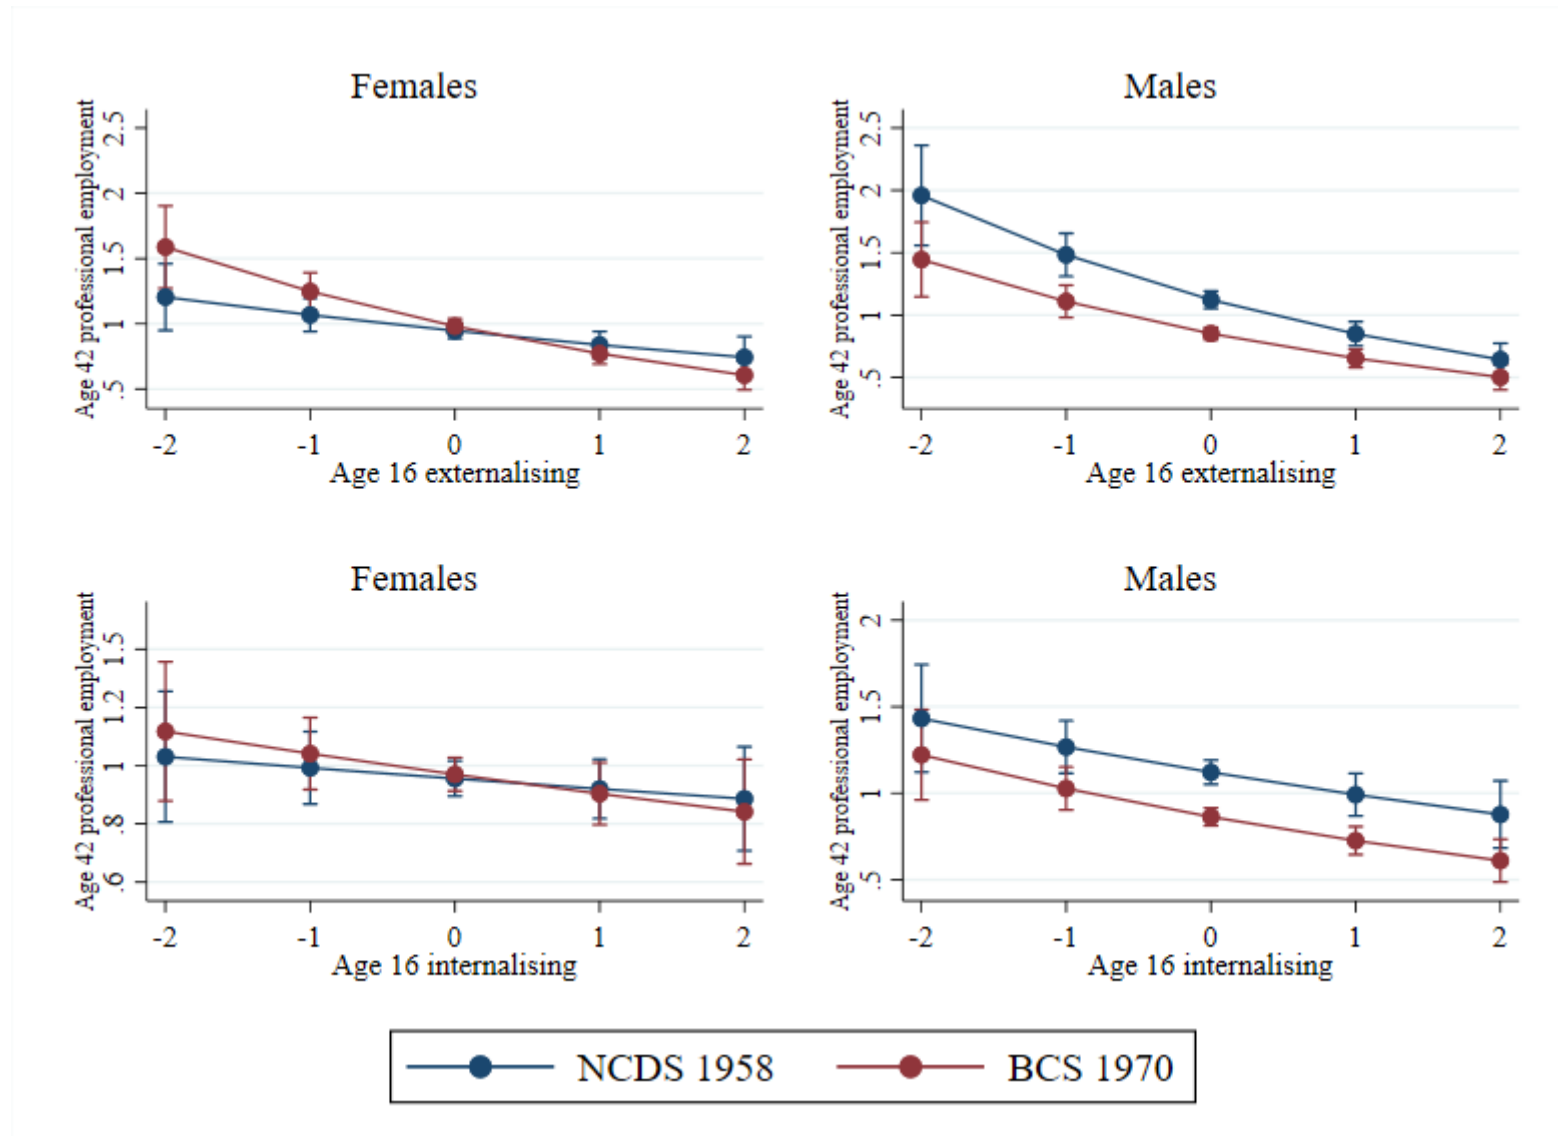 Females
Age 42 professional employment
2.5
2
1.5
1
.5
-2 -1 0 1 2
Age 16 externalising
Males
Age 42 professional employment
2.5
2
1.5
1
.5
-2 -1 0 1 2
Age 16 externalising
Females
Age 42 professional employment
1.5
1.2
1
.8
.6
-2 -1 0 1 2
Age 16 internalising
Males
Age 42 professional employment
2
1.5
1
.5
-2 -1 0 1 2
Age 16 internalising
NCDS 1958 BCS 1970